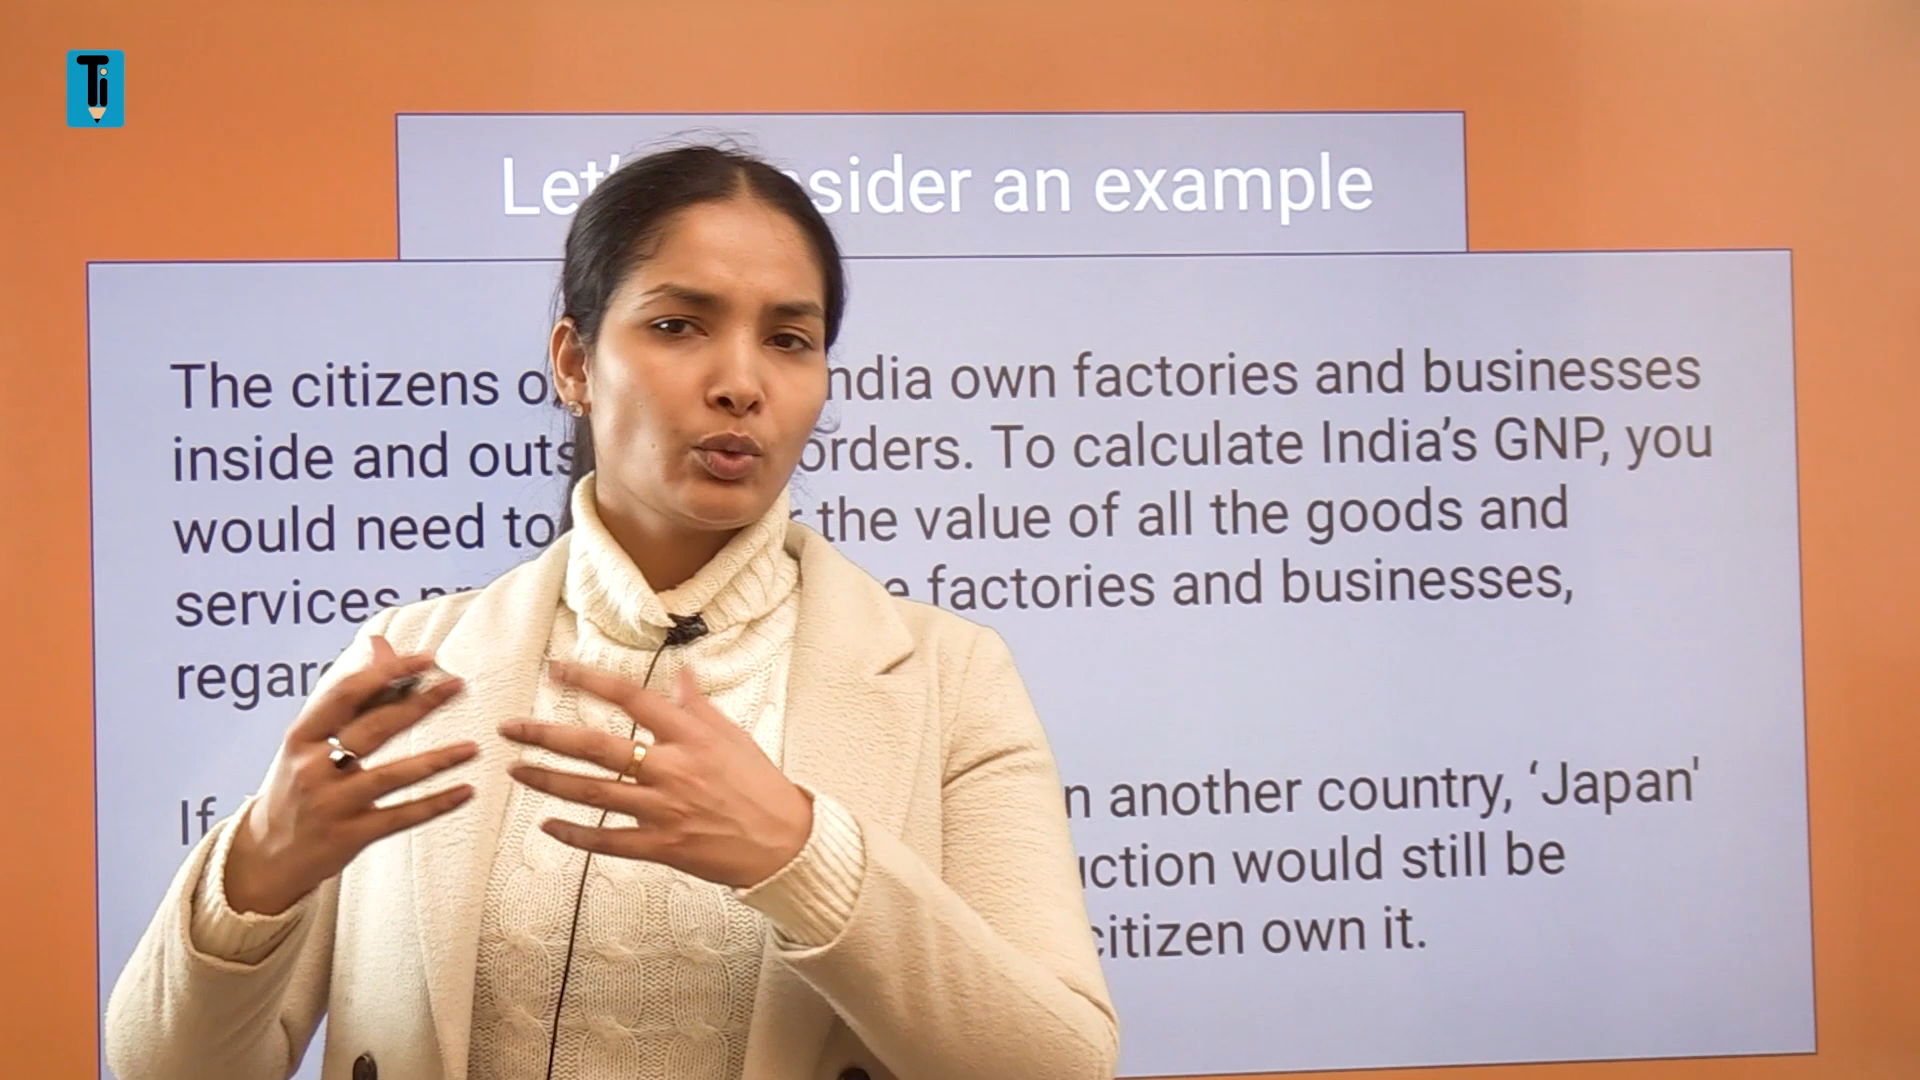 Ti
Let's sider an example
The citizens o ndia own factories and businesses
inside and outs orders. To calculate India's GNP, you
would need to the value of all the goods and
services factories and businesses,
regar
If n another country, ‘Japan'
uction would still be
citizen own it.